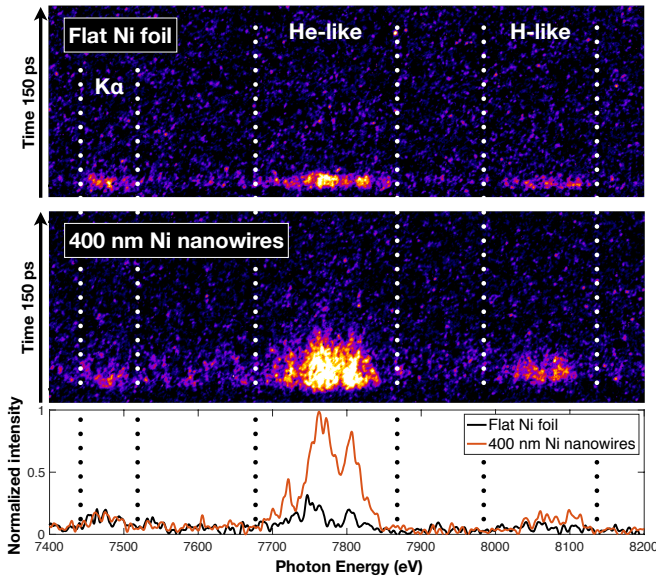 Flat Ni foil
He-like
H-like
Kα
Time 150 ps
400 nm Ni nanowires
Time 150 ps
Normalized intensity
1
0.5
0
Flat Ni foil
400 nm Ni nanowires
7400 7500 7600 7700 7800 7900 8000 8100 8200
Photon Energy (eV)